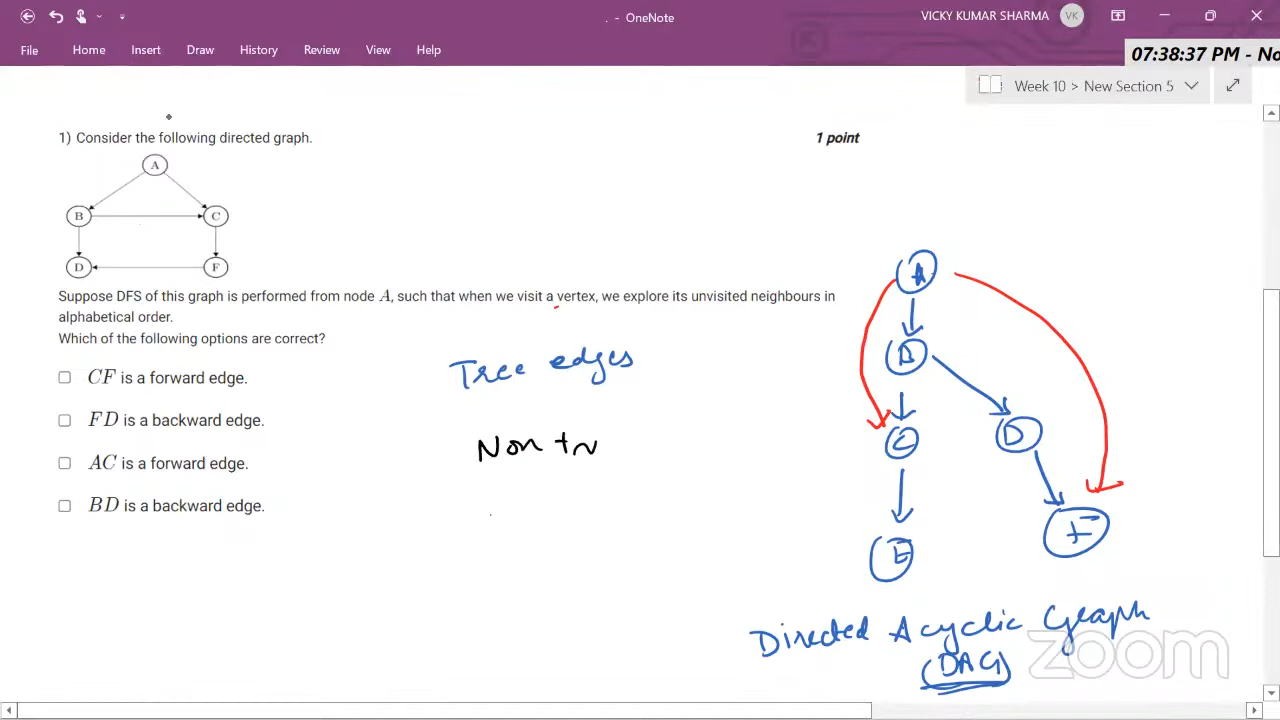 . - OneNote
VICKY KUMAR SHARMA
VK
File
Home
Insert
Draw
History
Review
View
Help
07:38:37 PM - No
Week 10 > New Section 5
1) Consider the following directed graph.
1 point
A
B
C
D
F
Suppose DFS of this graph is performed from node A, such that when we visit a vertex, we explore its unvisited neighbours in
alphabetical order.
Which of the following options are correct?
CF is a forward edge.
FD is a backward edge.
AC is a forward edge.
BD is a backward edge.
Tree edges
Non tr
A
B
C
D
E
F
Directed Acyclic Graph
(DAG)
zoom